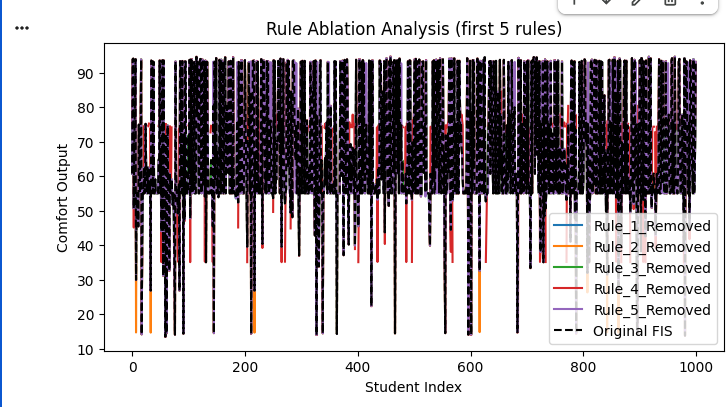 Rule Ablation Analysis (first 5 rules)
90
80
70
60
50
40
30
20
10
Comfort Output
Rule_1_Removed
Rule_2_Removed
Rule_3_Removed
Rule_4_Removed
Rule_5_Removed
Original FIS
0 200 400 600 800 1000
Student Index